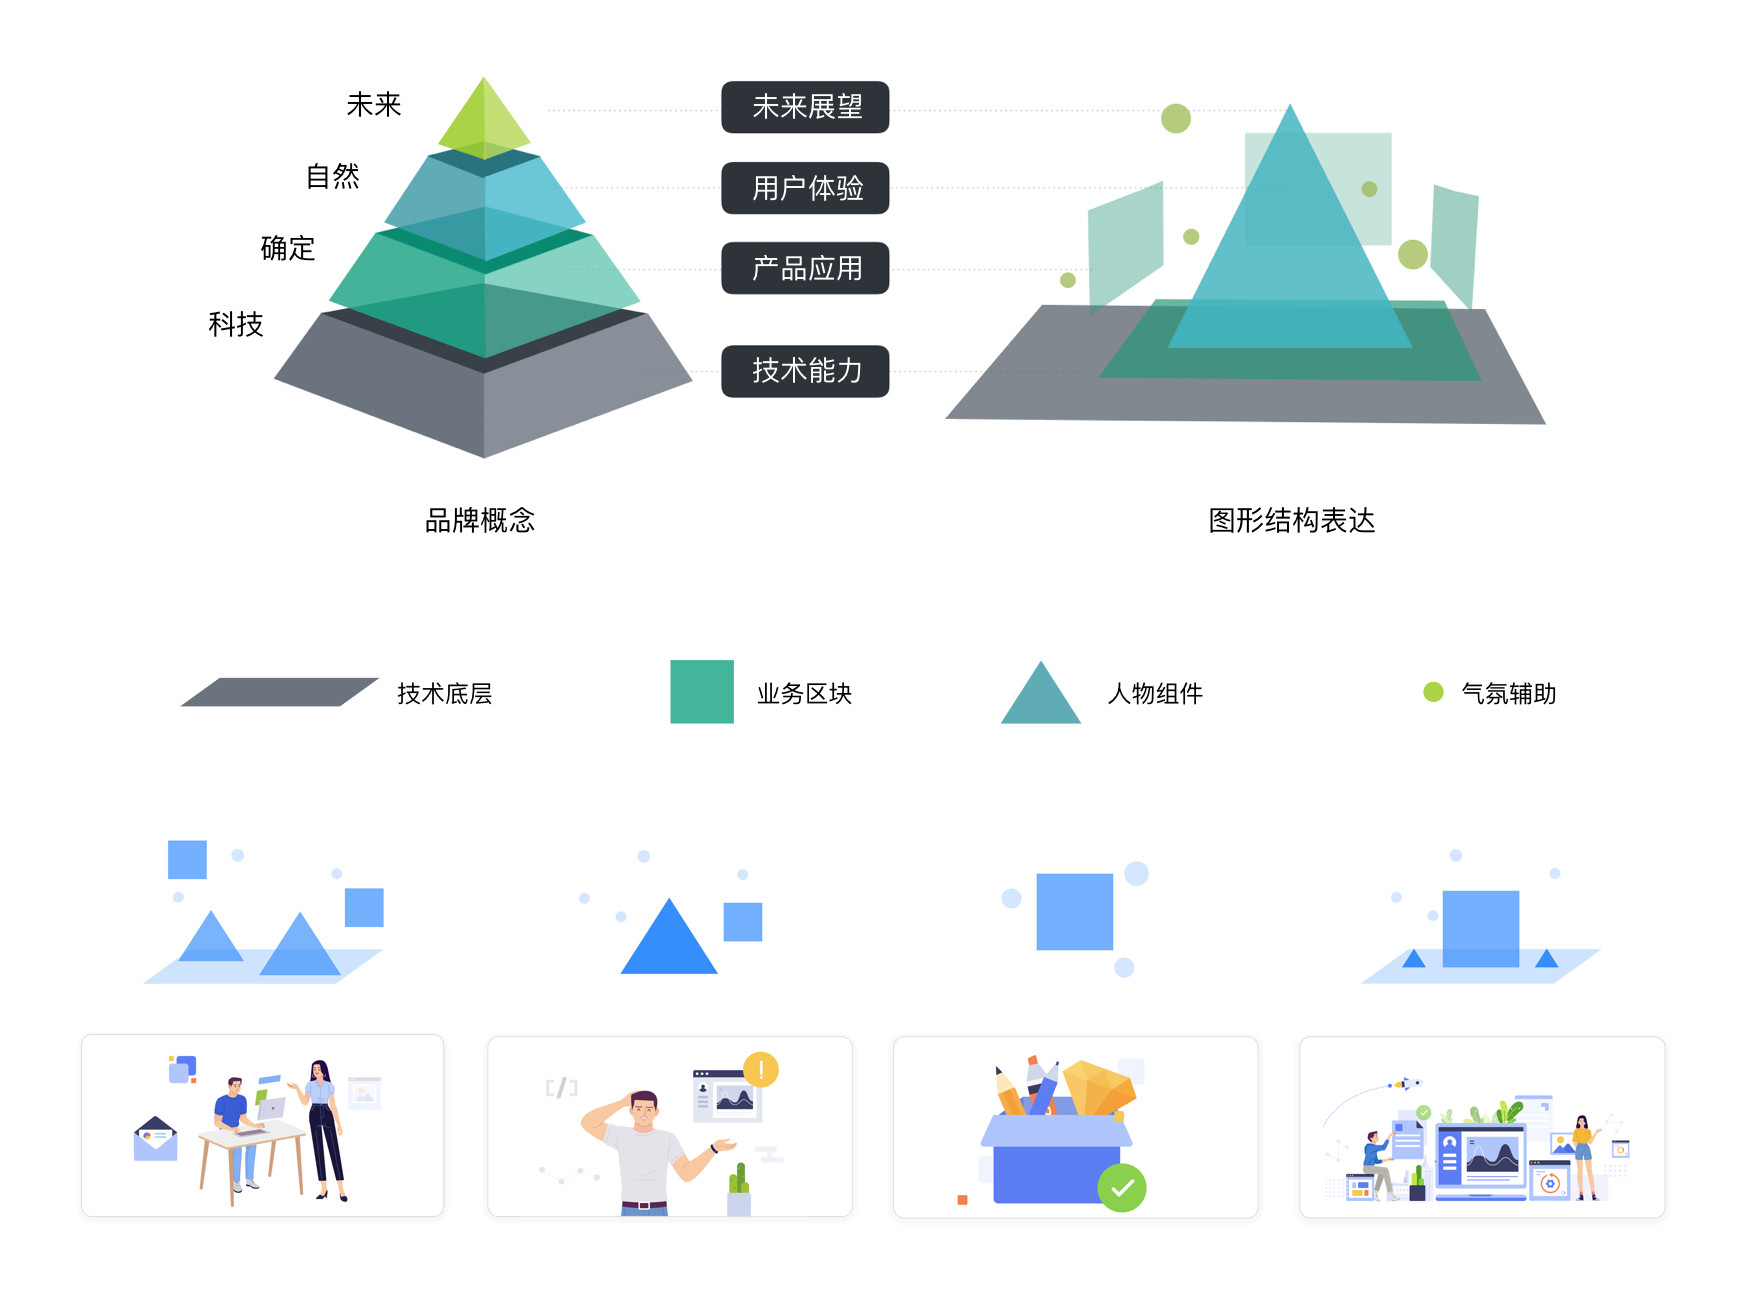 未来
自然
确定
科技
未来展望
用户体验
产品应用
技术能力
品牌概念
图形结构表达
技术底层
业务区块
人物组件
气氛辅助